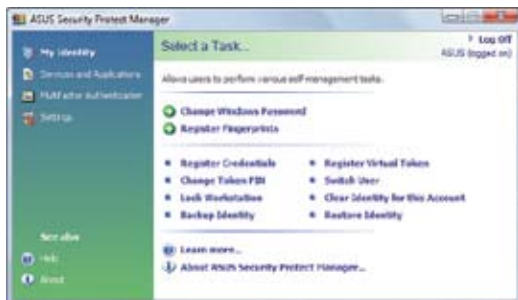 ASUS Security Protect Manager
My Identity
Services and Applications
Multifactor Authentication
Settings
See also
Help
About
Select a Task...
Log Off
ASUS (logged on)
Allows users to perform various self-management tasks.
Change Windows Password
Register Fingerprints
Register Credentials
Register Virtual Token
Change Token PIN
Switch User
Lock Workstation
Clear Identity for this Account
Backup Identity
Restore Identity
Learn more...
About ASUS Security Protect Manager...